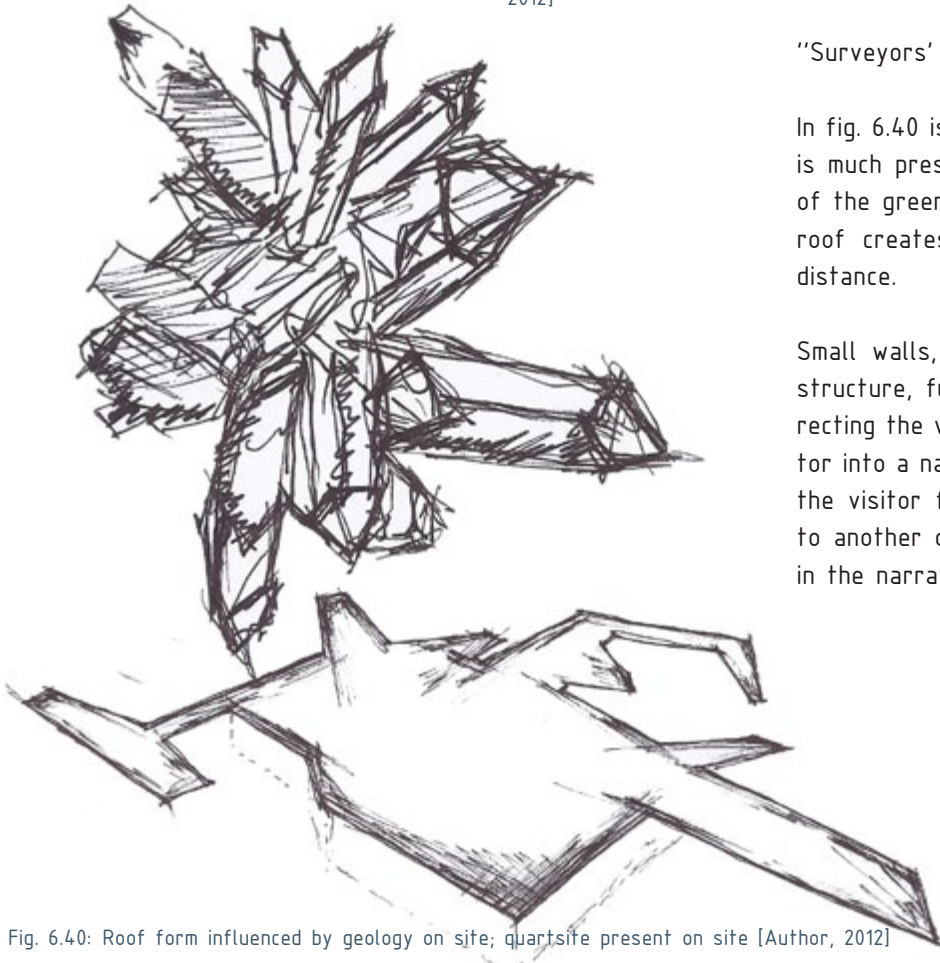 2012]
"Surveyors'
In fig. 6.40 is
is much pres
of the green
roof creates
distance.
Small walls,
structure, fu
recting the v
tor into a na
the visitor f
to another o
in the narra
Fig. 6.40: Roof form influenced by geology on site; quartsite present on site [Author, 2012]